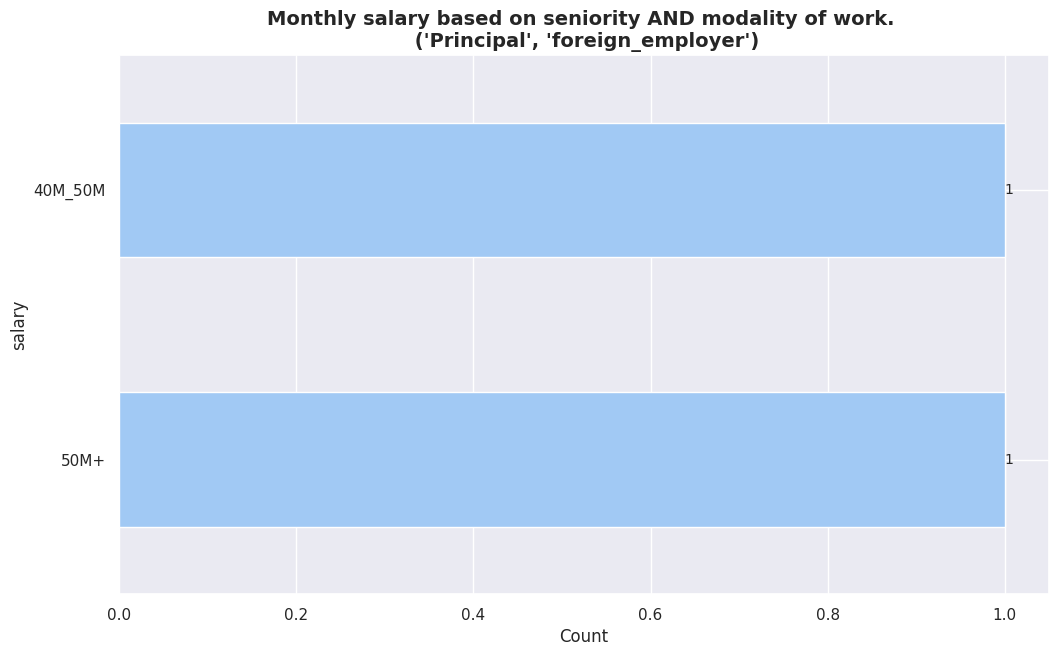 Monthly salary based on seniority AND modality of work.
('Principal', 'foreign_employer')
salary
40M_50M
1
50M+
1
0.0 0.2 0.4 0.6 0.8 1.0
Count